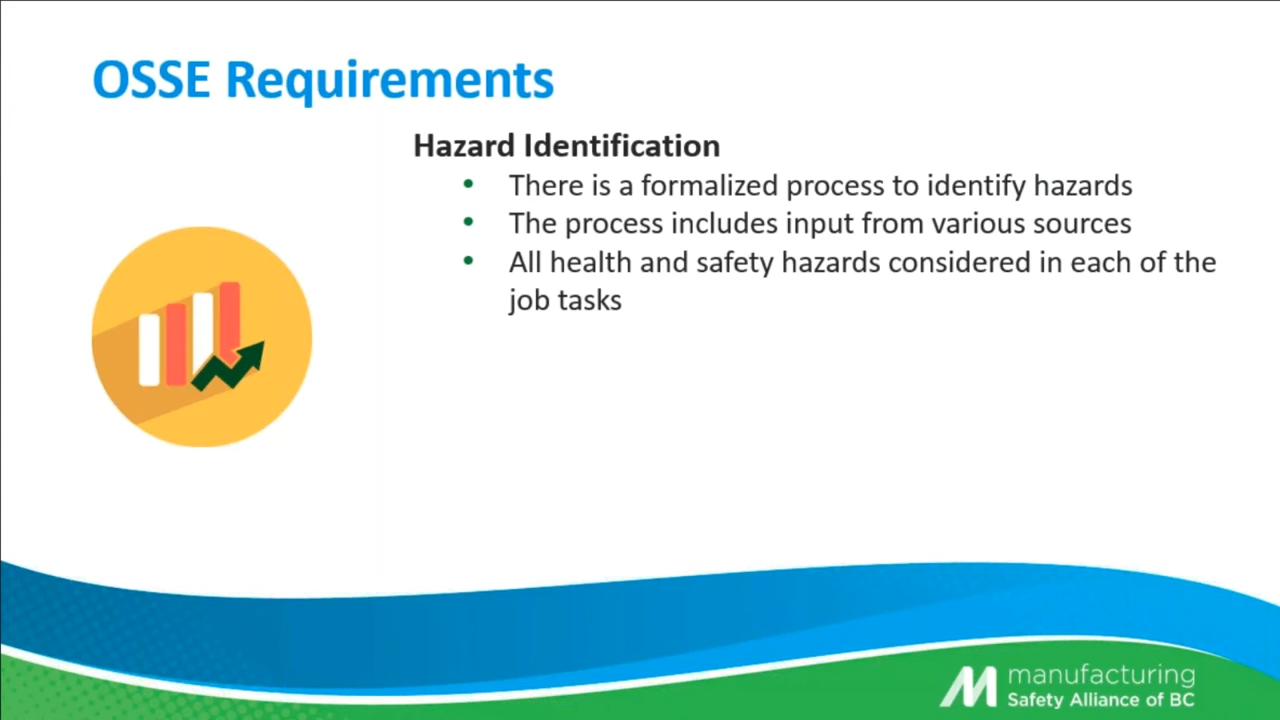 OSSE Requirements
Hazard Identification
• There is a formalized process to identify hazards
• The process includes input from various sources
• All health and safety hazards considered in each of the
job tasks
manufacturing
Safety Alliance of BC